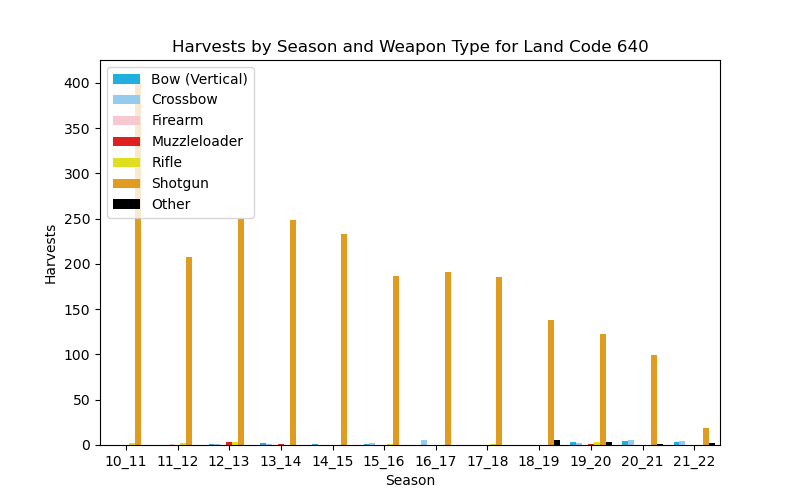 Harvests by Season and Weapon Type for Land Code 640
Bow (Vertical)
Crossbow
Firearm
Muzzleloader
Rifle
Shotgun
Other
Harvests
400
350
300
250
200
150
100
50
0
10_11 11_12 12_13 13_14 14_15 15_16 16_17 17_18 18_19 19_20 20_21 21_22
Season